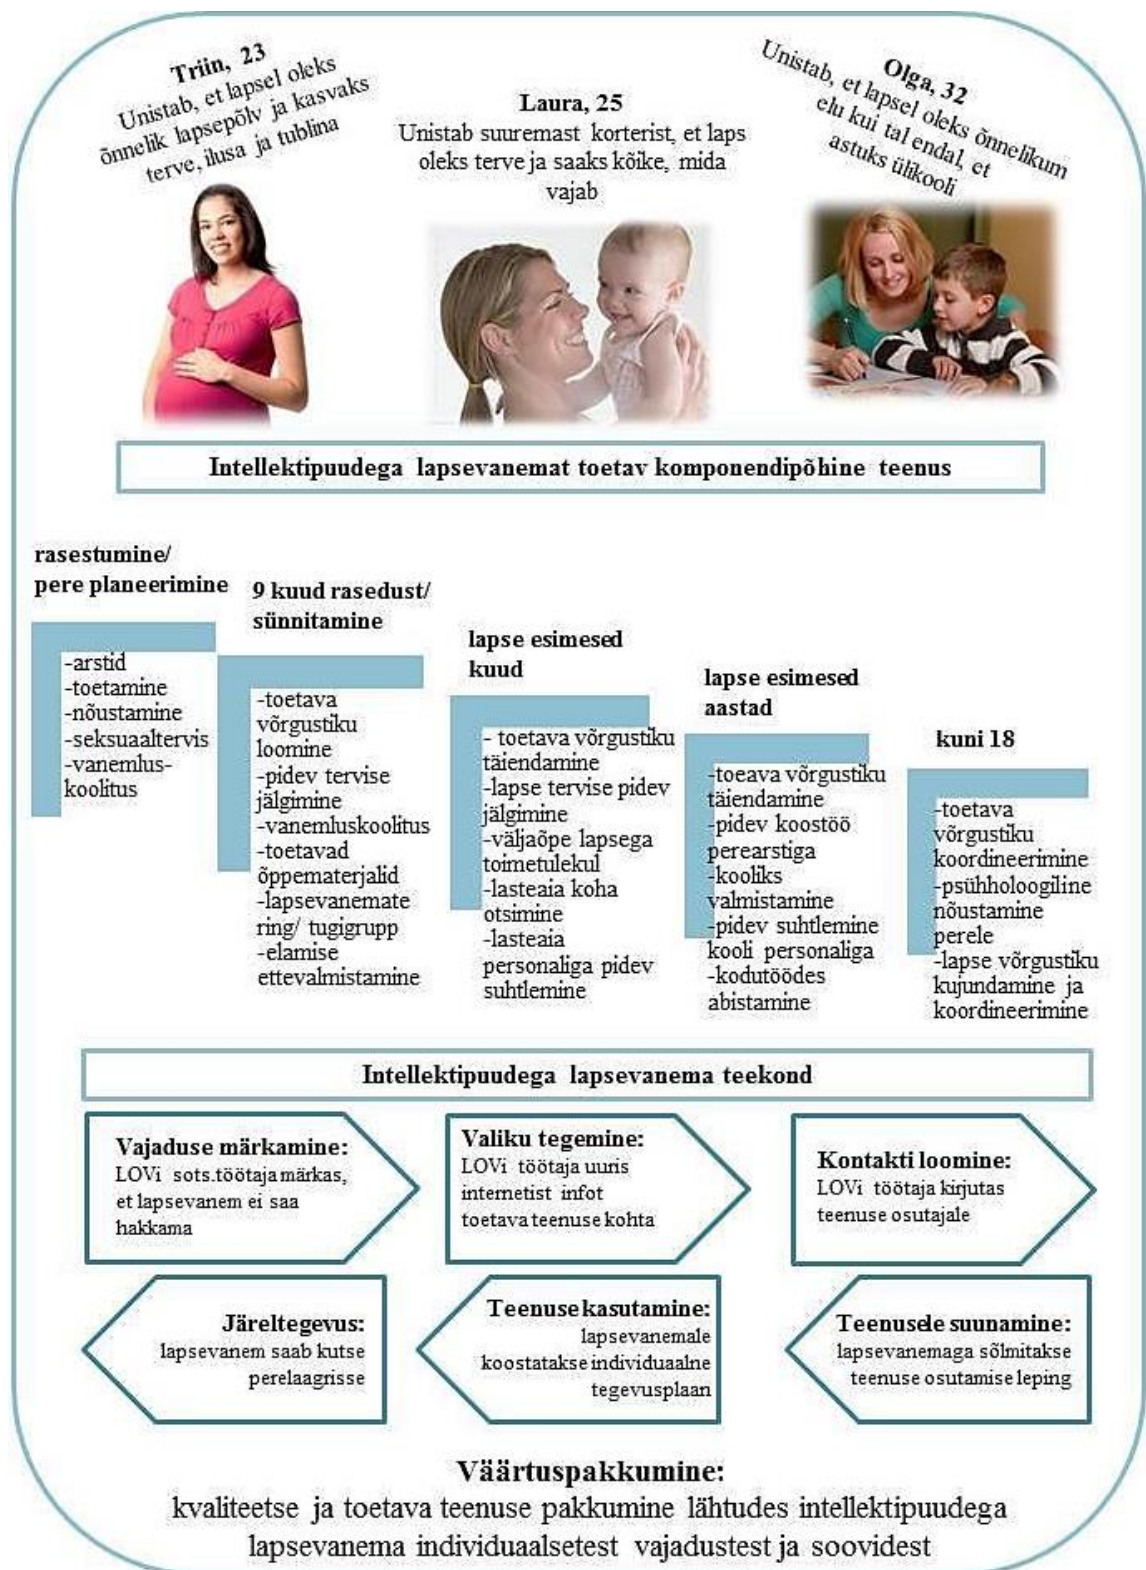 Triin, 23
Unistab, et lapsel oleks
õnnelik lapsepõlv ja kasvaks
terve, ilusa ja tublina
Laura, 25
Unistab suuremast korterist, et laps
oleks terve ja saaks kõike, mida
vajab
Olga, 32
Unistab, et lapsel oleks õnnelikum
elu kui tal endal, et
astuks ülikooli
Intellektipuudega lapsevanemat toetav komponendipõhine teenus
rasestumine/
pere planeerimine
-arstid
-toetamine
-nõustamine
-seksuaaltervis
-vanemlus-
koolitus
9 kuud rasedust/
sünnitamine
-toetava
võrgustiku
loomine
-pidev tervise
jälgimine
-vanemluskoolitus
-toetavad
õppematerjalid
-lapsevanemate
ring/ tugigrupp
-elamise
ettevalmistamine
lapse esimesed
kuud
- toetava võrgustiku
täiendamine
-lapse tervise pidev
jälgimine
-väljaõpe lapsega
toimetulekul
-lasteaia koha
otsimine
-lasteaia
personaliga pidev
suhtlemine
lapse esimesed
aastad
-toeava võrgustiku
täiendamine
-pidev koostöö
perearstiga
-kooliks
valmistamine
-pidev suhtlemine
kooli personaliga
-kodutöödes
abistamine
kuni 18
-toetava
võrgustiku
koordineerimine
-psühholoogiline
nõustamine
perele
-lapse võrgustiku
kujundamine ja
koordineerimine
Intellektipuudega lapsevanema teekond
Vajaduse märkamine:
LOVi sots.töötaja märkas,
et lapsevanem ei saa
hakkama
Valiku tegemine:
LOVi töötaja uuris
internetist infot
toetava teenuse kohta
Kontakti loomine:
LOVi töötaja kirjutas
teenuse osutajale
Järeltegevus:
lapsevanem saab kutse
perelaagrisse
Teenuse kasutamine:
lapsevanemale
koostatakse individuaalne
tegevusplaan
Teenusele suunamine:
lapsevanemaga sõlmitakse
teenuse osutamise leping
Väärtuspakkumine:
kvaliteetse ja toetava teenuse pakkumine lähtudes intellektipuudega
lapsevanema individuaalsetest vajadustest ja soovidest